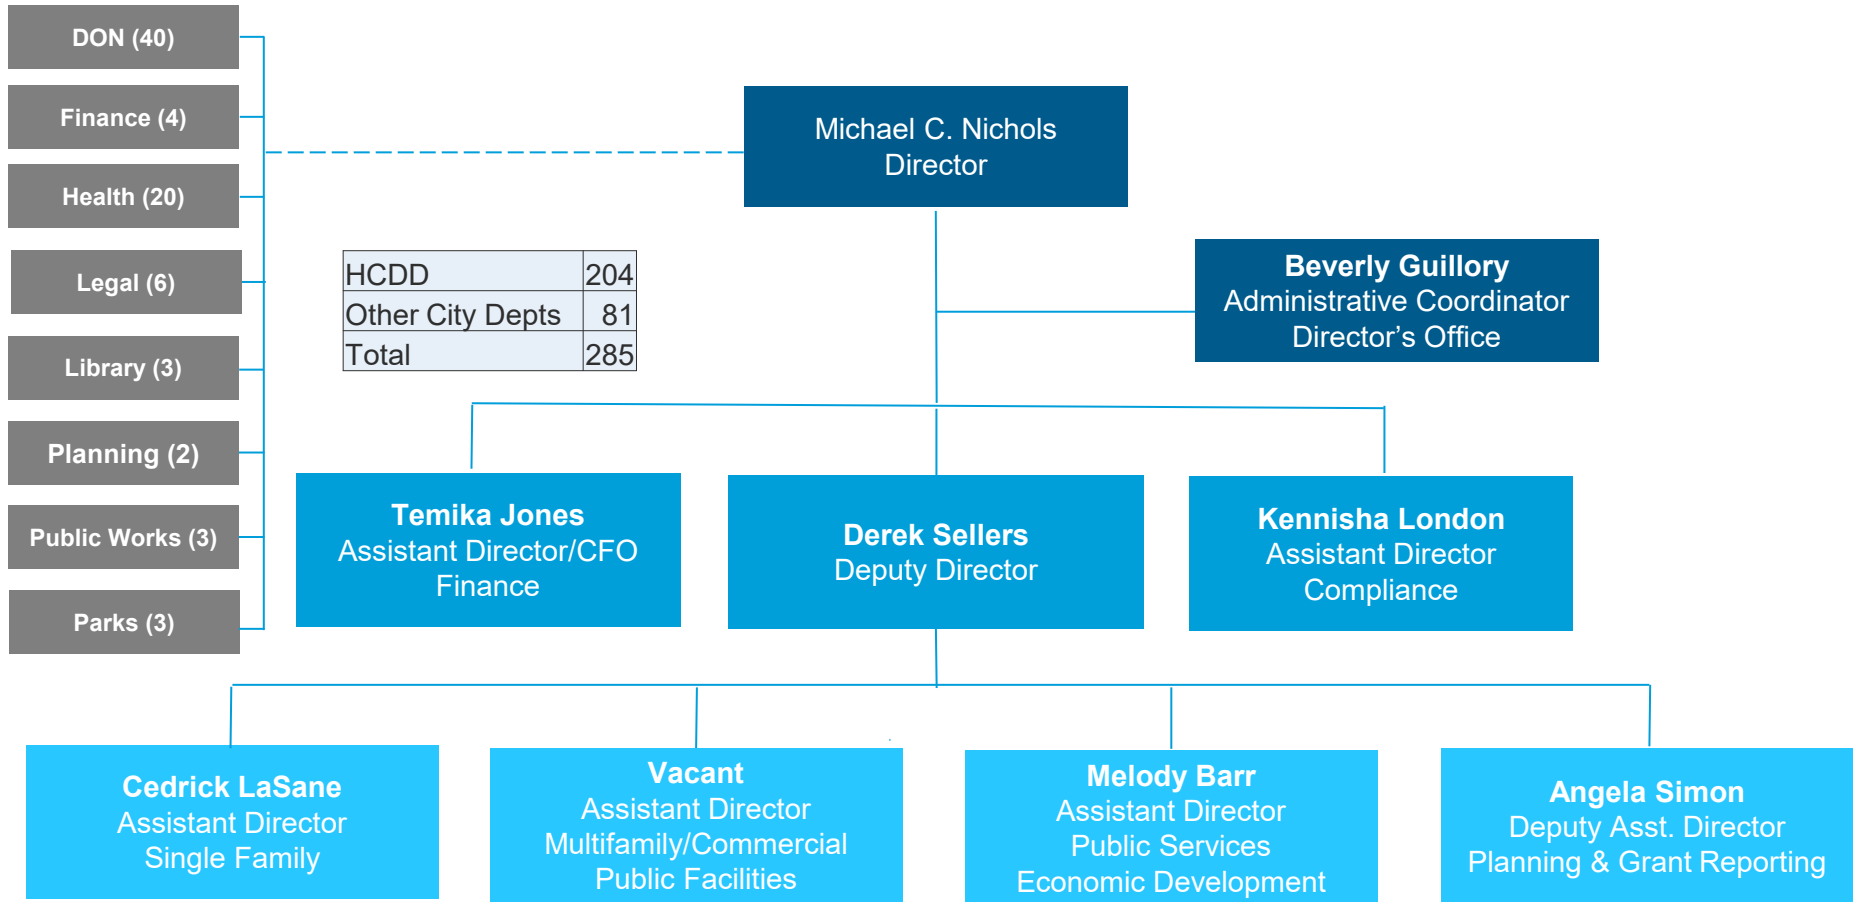 DON (40)
Finance (4)
Health (20)
Legal (6)
Library (3)
Planning (2)
Public Works (3)
Parks (3)
HCDD 204
Other City Depts 81
Total 285
Michael C. Nichols
Director
Beverly Guillory
Administrative Coordinator
Director’s Office
Temika Jones
Assistant Director/CFO
Finance
Derek Sellers
Deputy Director
Kennisha London
Assistant Director
Compliance
Cedrick LaSane
Assistant Director
Single Family
Vacant
Assistant Director
Multifamily/Commercial
Public Facilities
Melody Barr
Assistant Director
Public Services
Economic Development
Angela Simon
Deputy Asst. Director
Planning & Grant Reporting